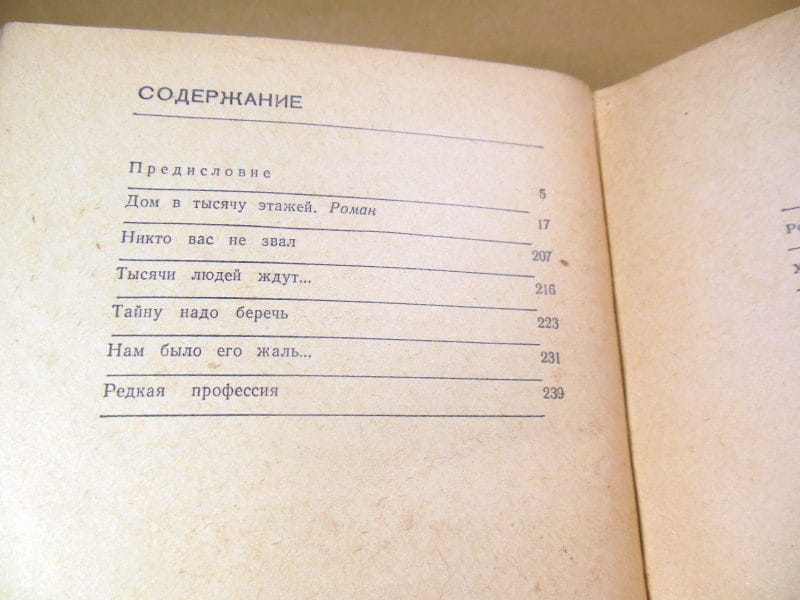 СОДЕРЖАНИЕ
Предисловие 5
Дом в тысячу этажей. Роман 17
Никто вас не звал 207
Тысячи людей ждут... 216
Тайну надо беречь 223
Нам было его жаль... 231
Редкая профессия 239